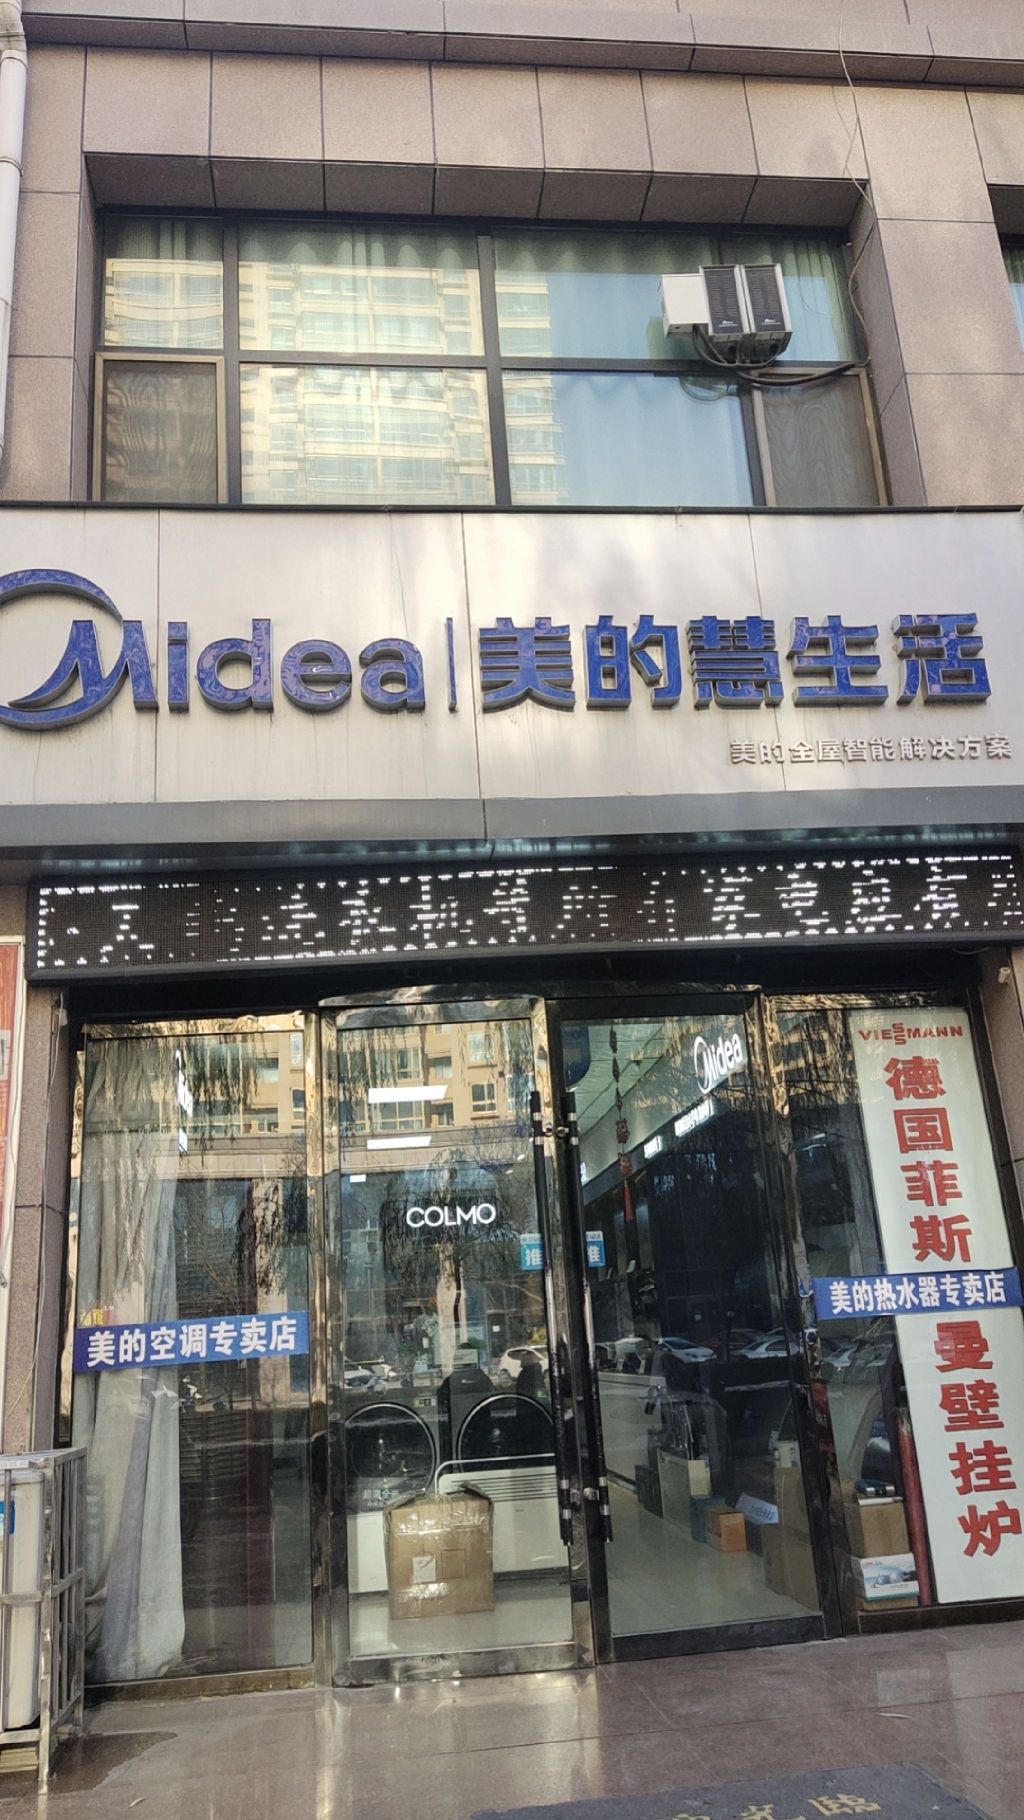 Midea | 美的慧生活
美的全屋智能解决方案
Midea
VIESSMANN
德国菲斯曼壁挂炉
COLMO
推
推
美的空调专卖店
美的热水器专卖店